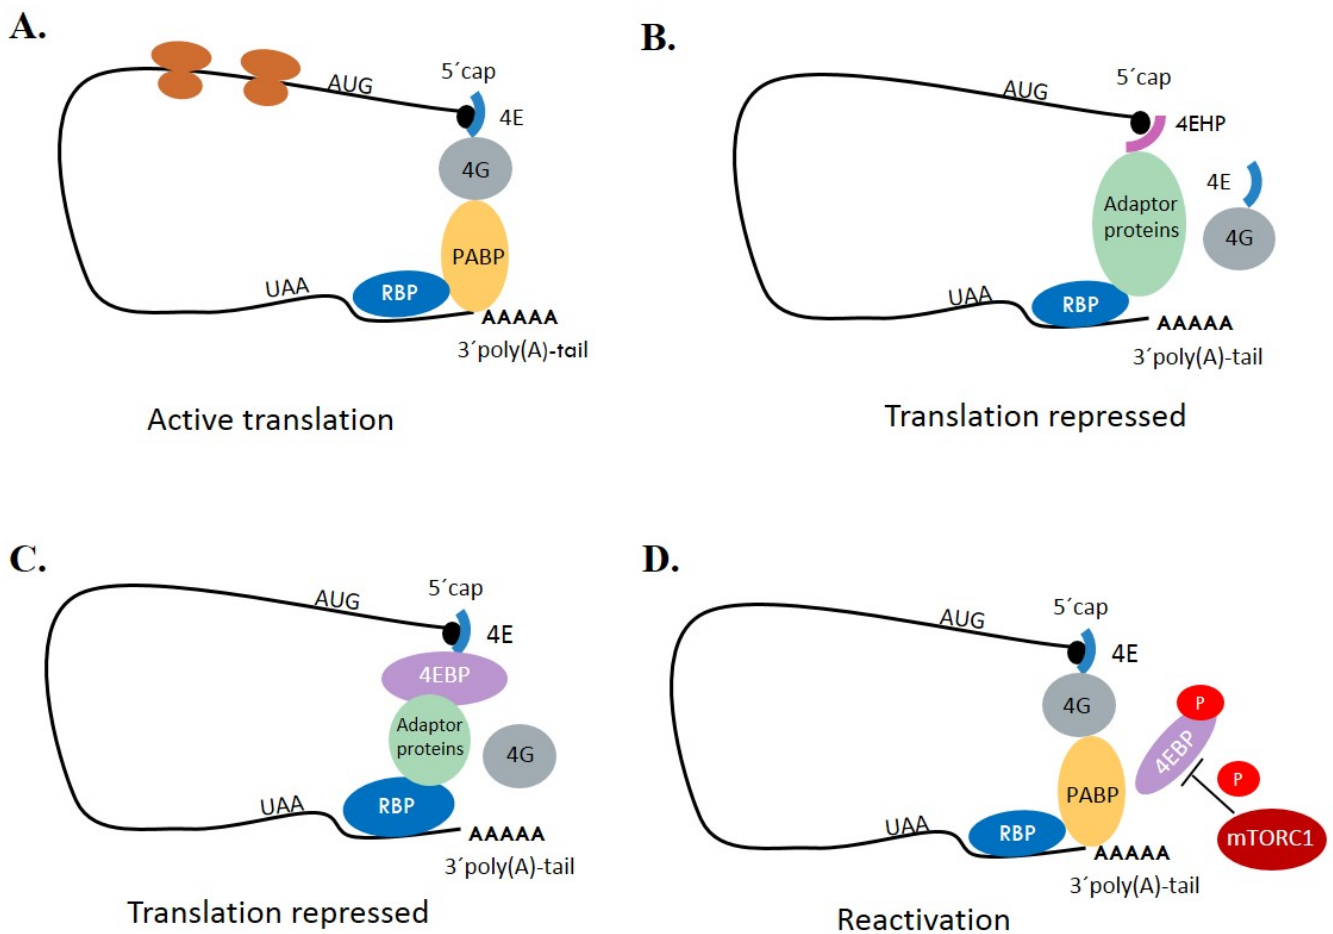 A.
AUG
5´cap
4E
4G
PABP
RBP
UAA
AAAAA
3´poly(A)-tail
Active translation
B.
AUG
5´cap
4EHP
4E
Adaptor
proteins
4G
RBP
UAA
AAAAA
3´poly(A)-tail
Translation repressed
C.
AUG
5´cap
4E
4EBP
Adaptor
proteins
4G
RBP
UAA
AAAAA
3´poly(A)-tail
Translation repressed
D.
AUG
5´cap
4E
4G
P
4EBP
P
PABP
mTORC1
RBP
UAA
AAAAA
3´poly(A)-tail
Reactivation